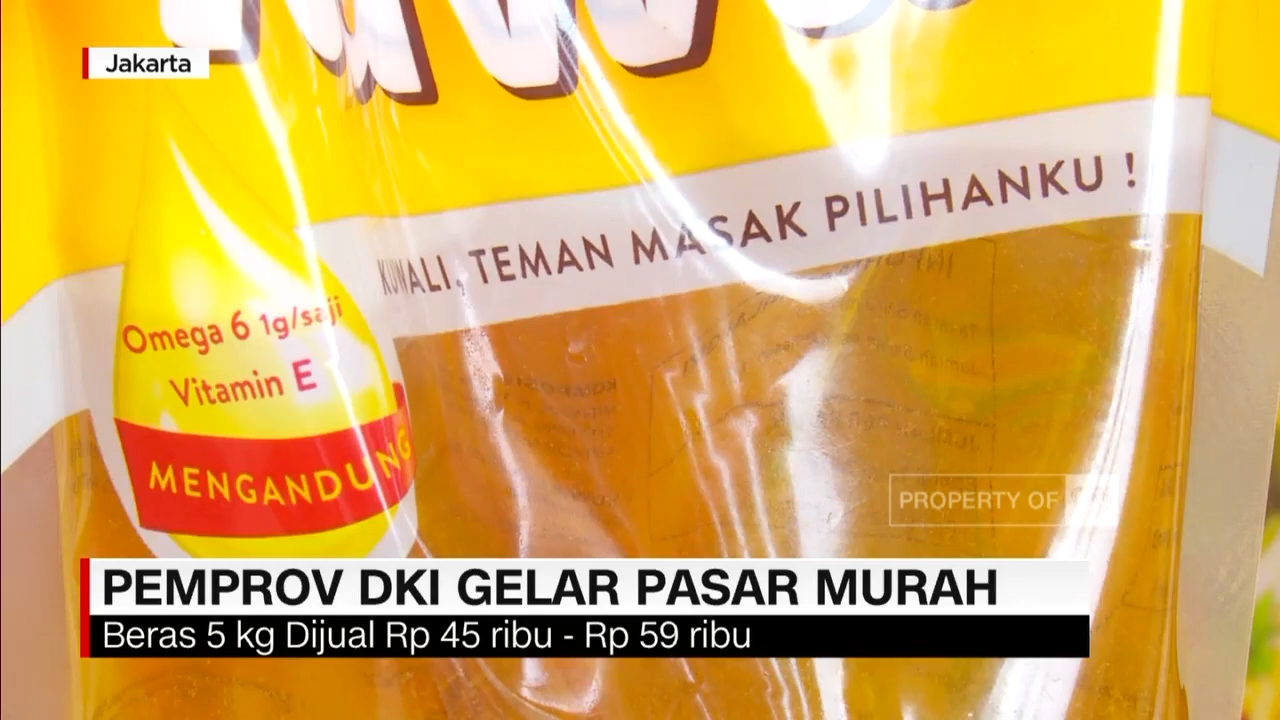 Jakarta
KUWALI, TEMAN MASAK PILIHANKU !
Omega 6 1g/saji
Vitamin E
MENGANDUNG
PROPERTY OF
PEMPROV DKI GELAR PASAR MURAH
Beras 5 kg Dijual Rp 45 ribu - Rp 59 ribu